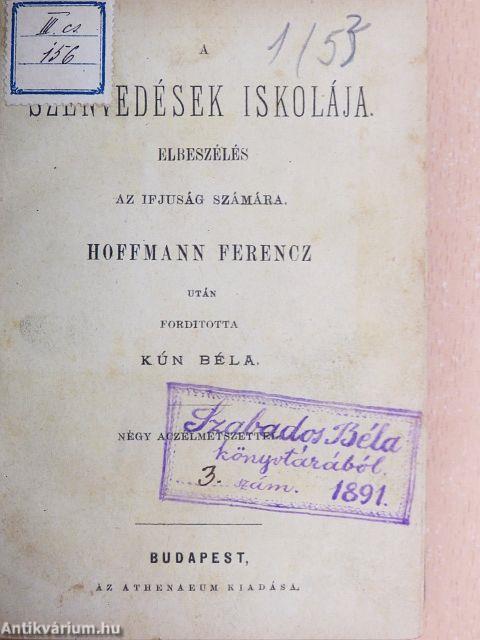 III. cs.
156
1/53
A
SZENVEDÉSEK ISKOLÁJA.
ELBESZÉLÉS
AZ IFJUSÁG SZÁMÁRA.
HOFFMANN FERENCZ
UTÁN
FORDITOTTA
KÚN BÉLA.
NÉGY ACZÉLMETSZETTEL.
Szabados Béla
könyvtárából.
3. szám. 1891.
BUDAPEST,
AZ ATHENAEUM KIADÁSA.
Antikvárium.hu